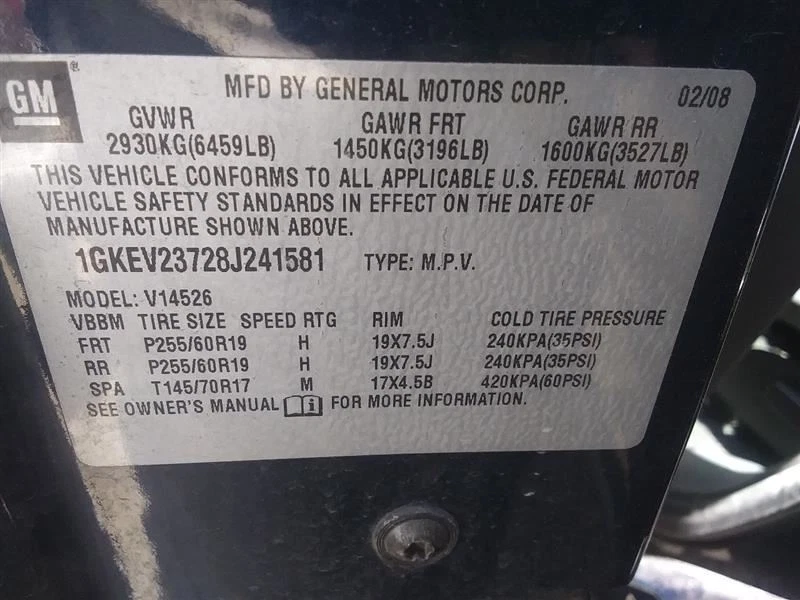 GM ®
MFD BY GENERAL MOTORS CORP. 02/08
GVWR GAWR FRT GAWR RR
2930KG(6459LB) 1450KG(3196LB) 1600KG(3527LB)
THIS VEHICLE CONFORMS TO ALL APPLICABLE U.S. FEDERAL MOTOR
VEHICLE SAFETY STANDARDS IN EFFECT ON THE DATE OF
MANUFACTURE SHOWN ABOVE.
1GKEV23728J241581 TYPE: M.P.V.
MODEL: V14526
VBBM TIRE SIZE SPEED RTG RIM COLD TIRE PRESSURE
FRT P255/60R19 H 19X7.5J 240KPA(35PSI)
RR P255/60R19 H 19X7.5J 240KPA(35PSI)
SPA T145/70R17 M 17X4.5B 420KPA(60PSI)
SEE OWNER'S MANUAL i FOR MORE INFORMATION.